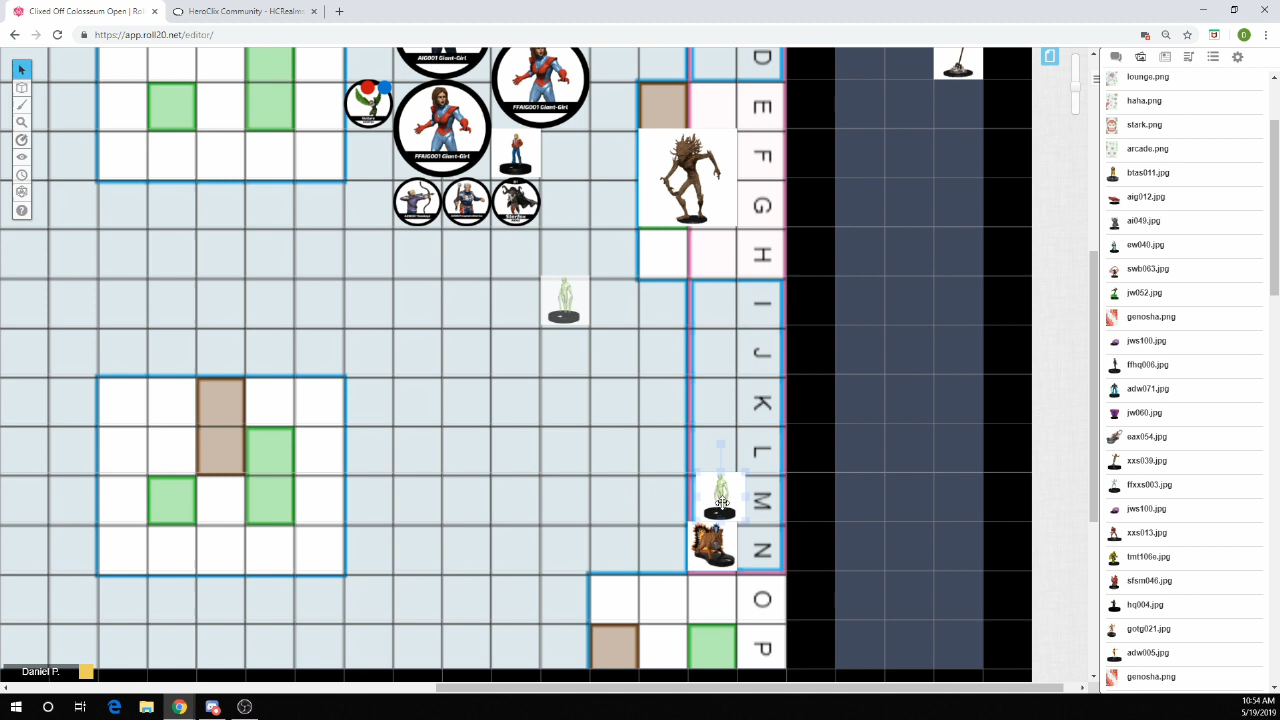 Clixed Off Colosseum Open | Rol
HeroClix Community - HCRealms
https://app.roll20.net/editor/
AIG001 Giant-Girl
FFAIG001 Giant-Girl
FFAIG001 Giant-Girl
Starfox
D
E
F
G
H
I
J
K
L
M
N
O
P
lounge.png
haha.png
stark.png
arcade.png
btas011.jpg
aig012.jpg
ai049.jpg
ew040.jpg
swb063.jpg
jw052.jpg
genosha.png
jws100.jpg
ffhq006.jpg
adw071.jpg
jw060.jpg
eax054.jpg
xxs039.jpg
ffxxs003.jpg
jws100.jpg
xxs013.jpg
tmt106e.jpg
sfsm046.jpg
hq004.jpg
gotg021.jpg
adw005.jpg
genosha.png
Daniel P.
10:54 AM
5/19/2019